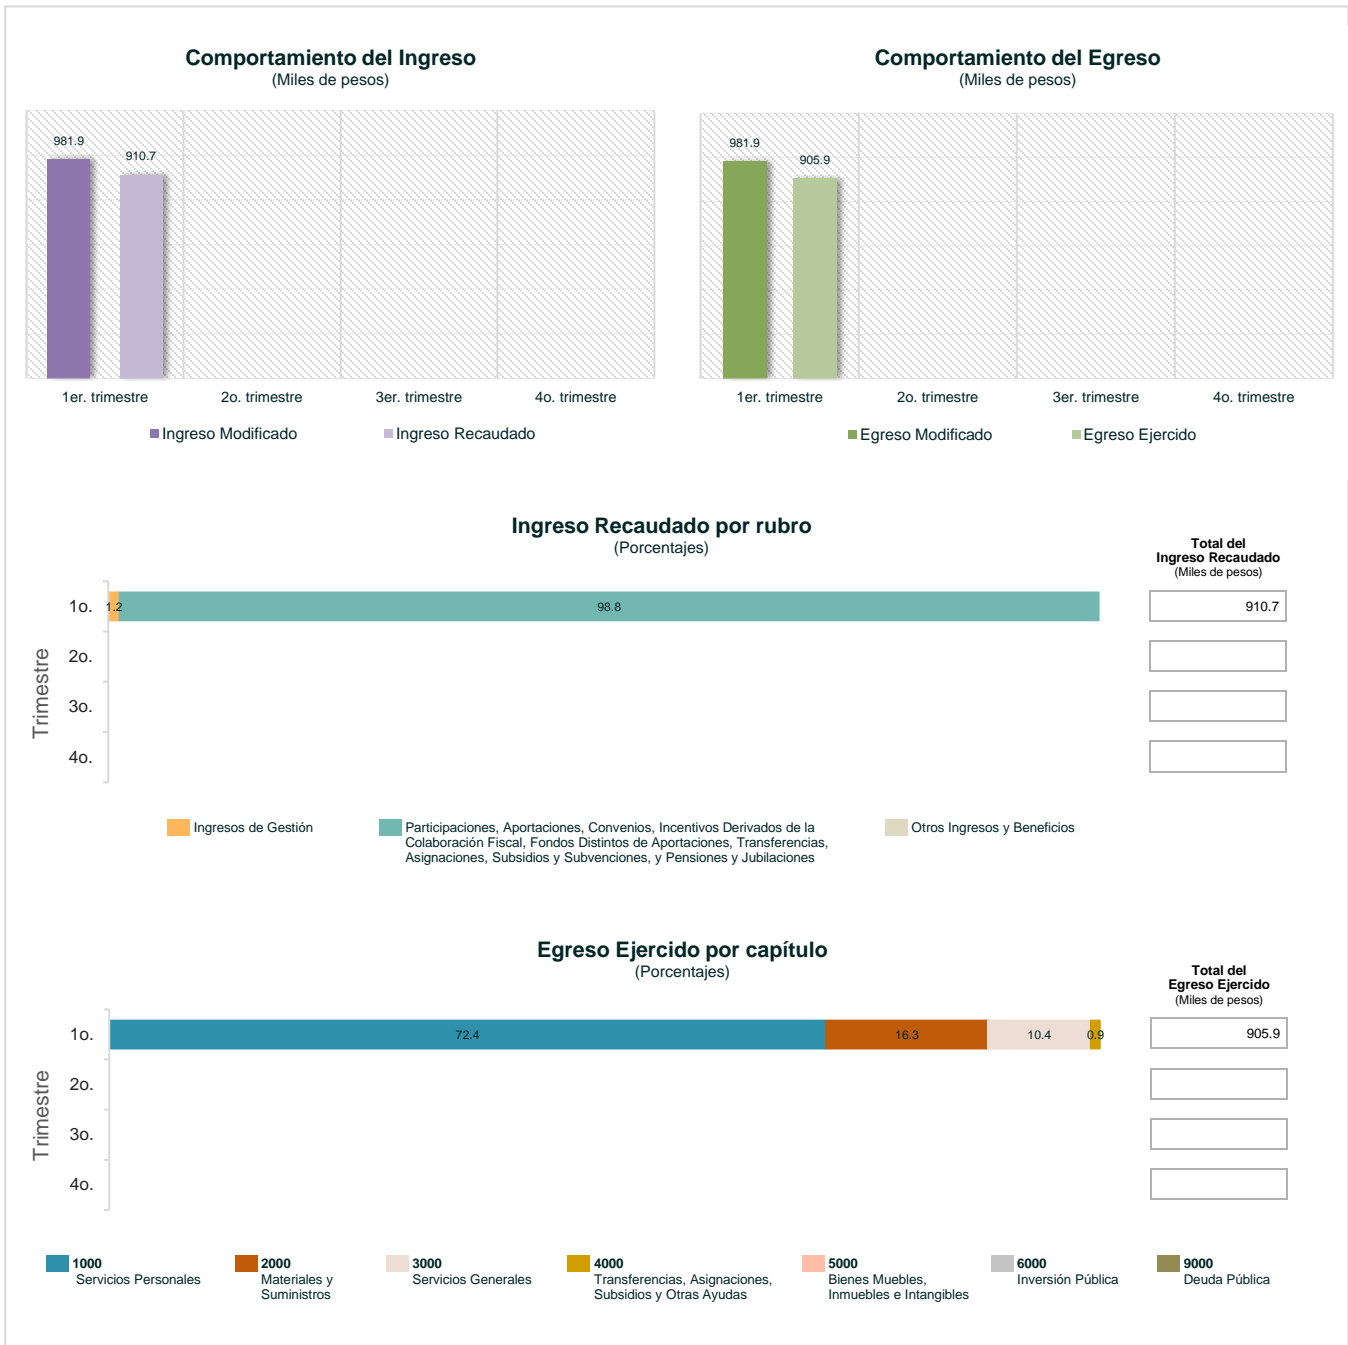 Comportamiento del Ingreso
(Miles de pesos)
981.9
910.7
1er. trimestre
2o. trimestre
3er. trimestre
4o. trimestre
Ingreso Modificado
Ingreso Recaudado
Comportamiento del Egreso
(Miles de pesos)
981.9
905.9
1er. trimestre
2o. trimestre
3er. trimestre
4o. trimestre
Egreso Modificado
Egreso Ejercido
Ingreso Recaudado por rubro
(Porcentajes)
Total del
Ingreso Recaudado
(Miles de pesos)
Trimestre
1o.
1.2
98.8
910.7
2o.
3o.
4o.
Ingresos de Gestión
Participaciones, Aportaciones, Convenios, Incentivos Derivados de la
Colaboración Fiscal, Fondos Distintos de Aportaciones, Transferencias,
Asignaciones, Subsidios y Subvenciones, y Pensiones y Jubilaciones
Otros Ingresos y Beneficios
Egreso Ejercido por capítulo
(Porcentajes)
Total del
Egreso Ejercido
(Miles de pesos)
Trimestre
1o.
72.4
16.3
10.4
0.9
905.9
2o.
3o.
4o.
1000
Servicios Personales
2000
Materiales y
Suministros
3000
Servicios Generales
4000
Transferencias, Asignaciones,
Subsidios y Otras Ayudas
5000
Bienes Muebles,
Inmuebles e Intangibles
6000
Inversión Pública
9000
Deuda Pública